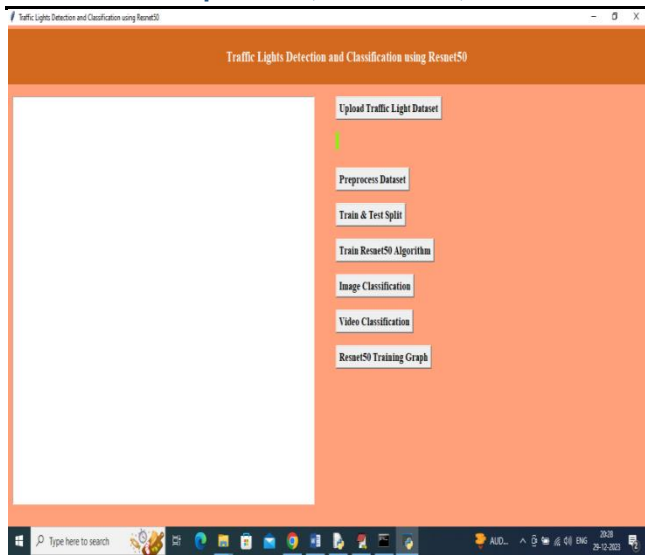 Traffic Lights Detection and Classification using Resnet50
Traffic Lights Detection and Classification using Resnet50
Upload Traffic Light Dataset
Preprocess Dataset
Train & Test Split
Train Resnet50 Algorithm
Image Classification
Video Classification
Resnet50 Training Graph
Type here to search
AUD...
ENG
20:28
29-12-2023